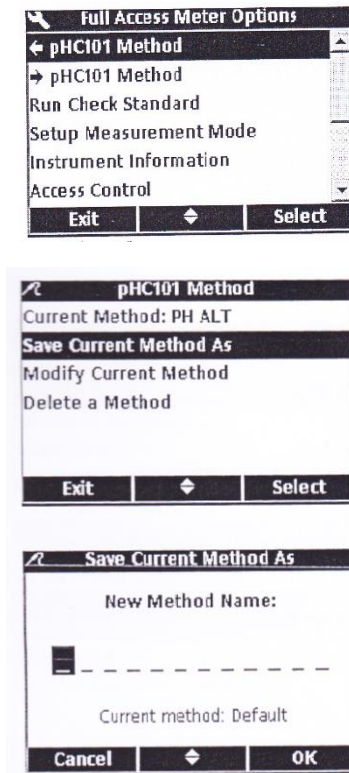 Full Access Meter Options
← pHC101 Method
→ pHC101 Method
Run Check Standard
Setup Measurement Mode
Instrument Information
Access Control
Exit Select
pHC101 Method
Current Method: PH ALT
Save Current Method As
Modify Current Method
Delete a Method
Exit Select
Save Current Method As
New Method Name:
Current method: Default
Cancel OK